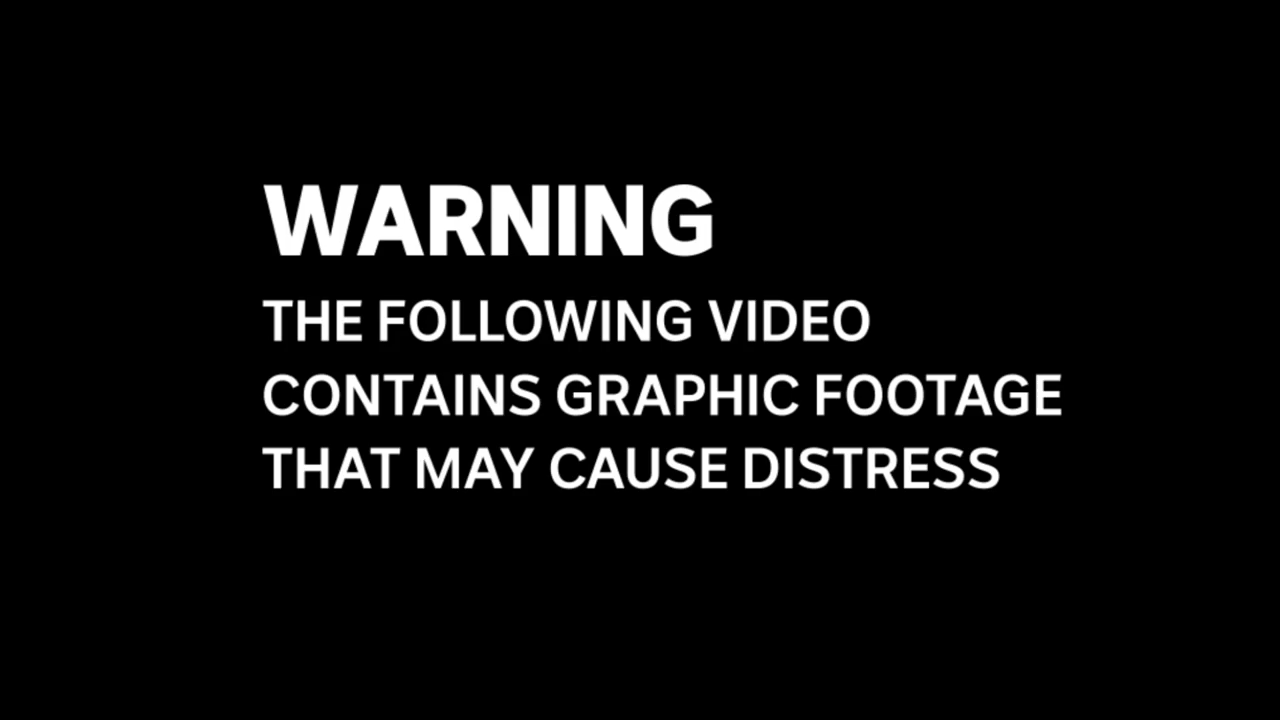 WARNING
THE FOLLOWING VIDEO
CONTAINS GRAPHIC FOOTAGE
THAT MAY CAUSE DISTRESS